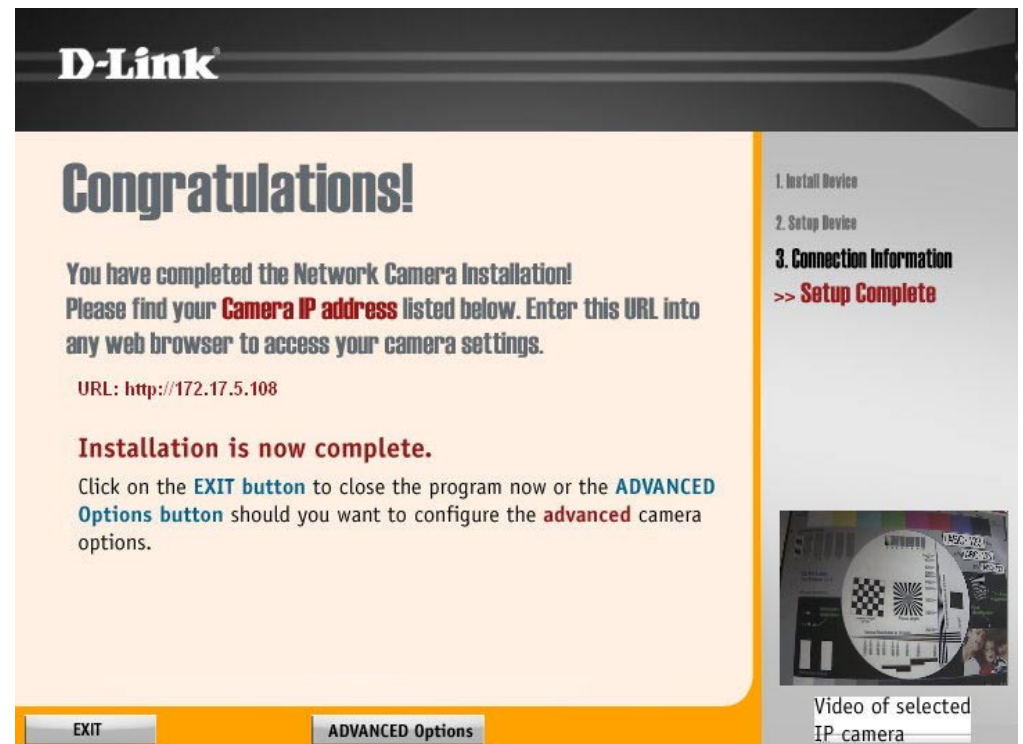 D-Link
Congratulations!
You have completed the Network Camera Installation!
Please find your Camera IP address listed below. Enter this URL into
any web browser to access your camera settings.
URL: http://172.17.5.108
Installation is now complete.
Click on the EXIT button to close the program now or the ADVANCED
Options button should you want to configure the advanced camera
options.
EXIT
ADVANCED Options
1. Install Device
2. Setup Device
3. Connection Information
>> Setup Complete
Video of selected
IP camera